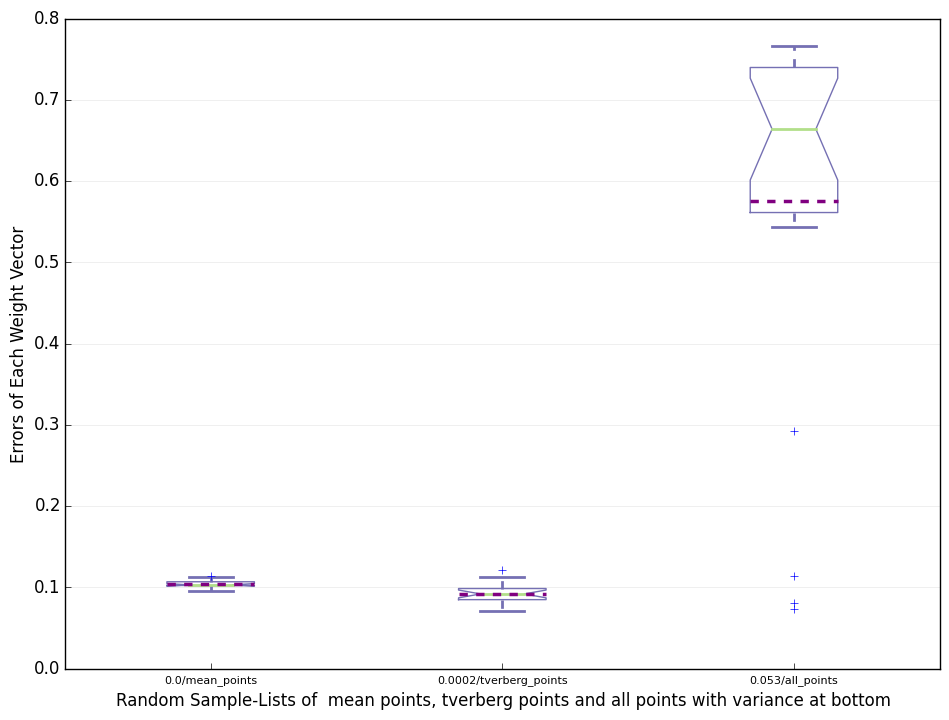 0.8
0.7
0.6
0.5
0.4
0.3
0.2
0.1
0.0
Errors of Each Weight Vector
0.0/mean_points
0.0002/tverberg_points
0.053/all_points
Random Sample-Lists of  mean points, tverberg points and all points with variance at bottom